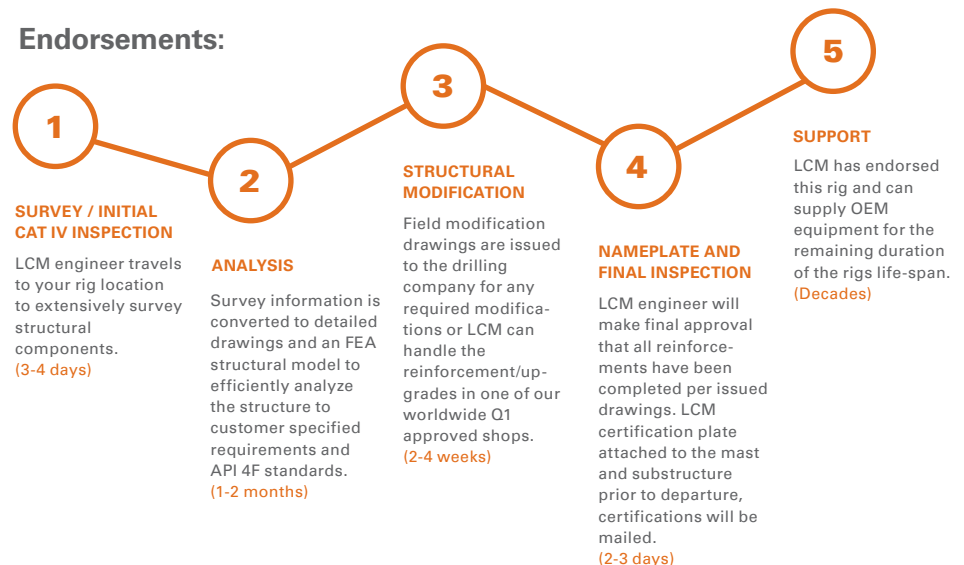 Endorsements:
1
SURVEY / INITIAL
CAT IV INSPECTION
LCM engineer travels
to your rig location
to extensively survey
structural
components.
(3-4 days)
2
ANALYSIS
Survey information is
converted to detailed
drawings and an FEA
structural model to
efficiently analyze
the structure to
customer specified
requirements and
API 4F standards.
(1-2 months)
3
STRUCTURAL
MODIFICATION
Field modification
drawings are issued
to the drilling
company for any
required modifica-
tions or LCM can
handle the
reinforcement/up-
grades in one of our
worldwide Q1
approved shops.
(2-4 weeks)
4
NAMEPLATE AND
FINAL INSPECTION
LCM engineer will
make final approval
that all reinforce-
ments have been
completed per issued
drawings. LCM
certification plate
attached to the mast
and substructure
prior to departure,
certifications will be
mailed.
(2-3 days)
5
SUPPORT
LCM has endorsed
this rig and can
supply OEM
equipment for the
remaining duration
of the rigs life-span.
(Decades)